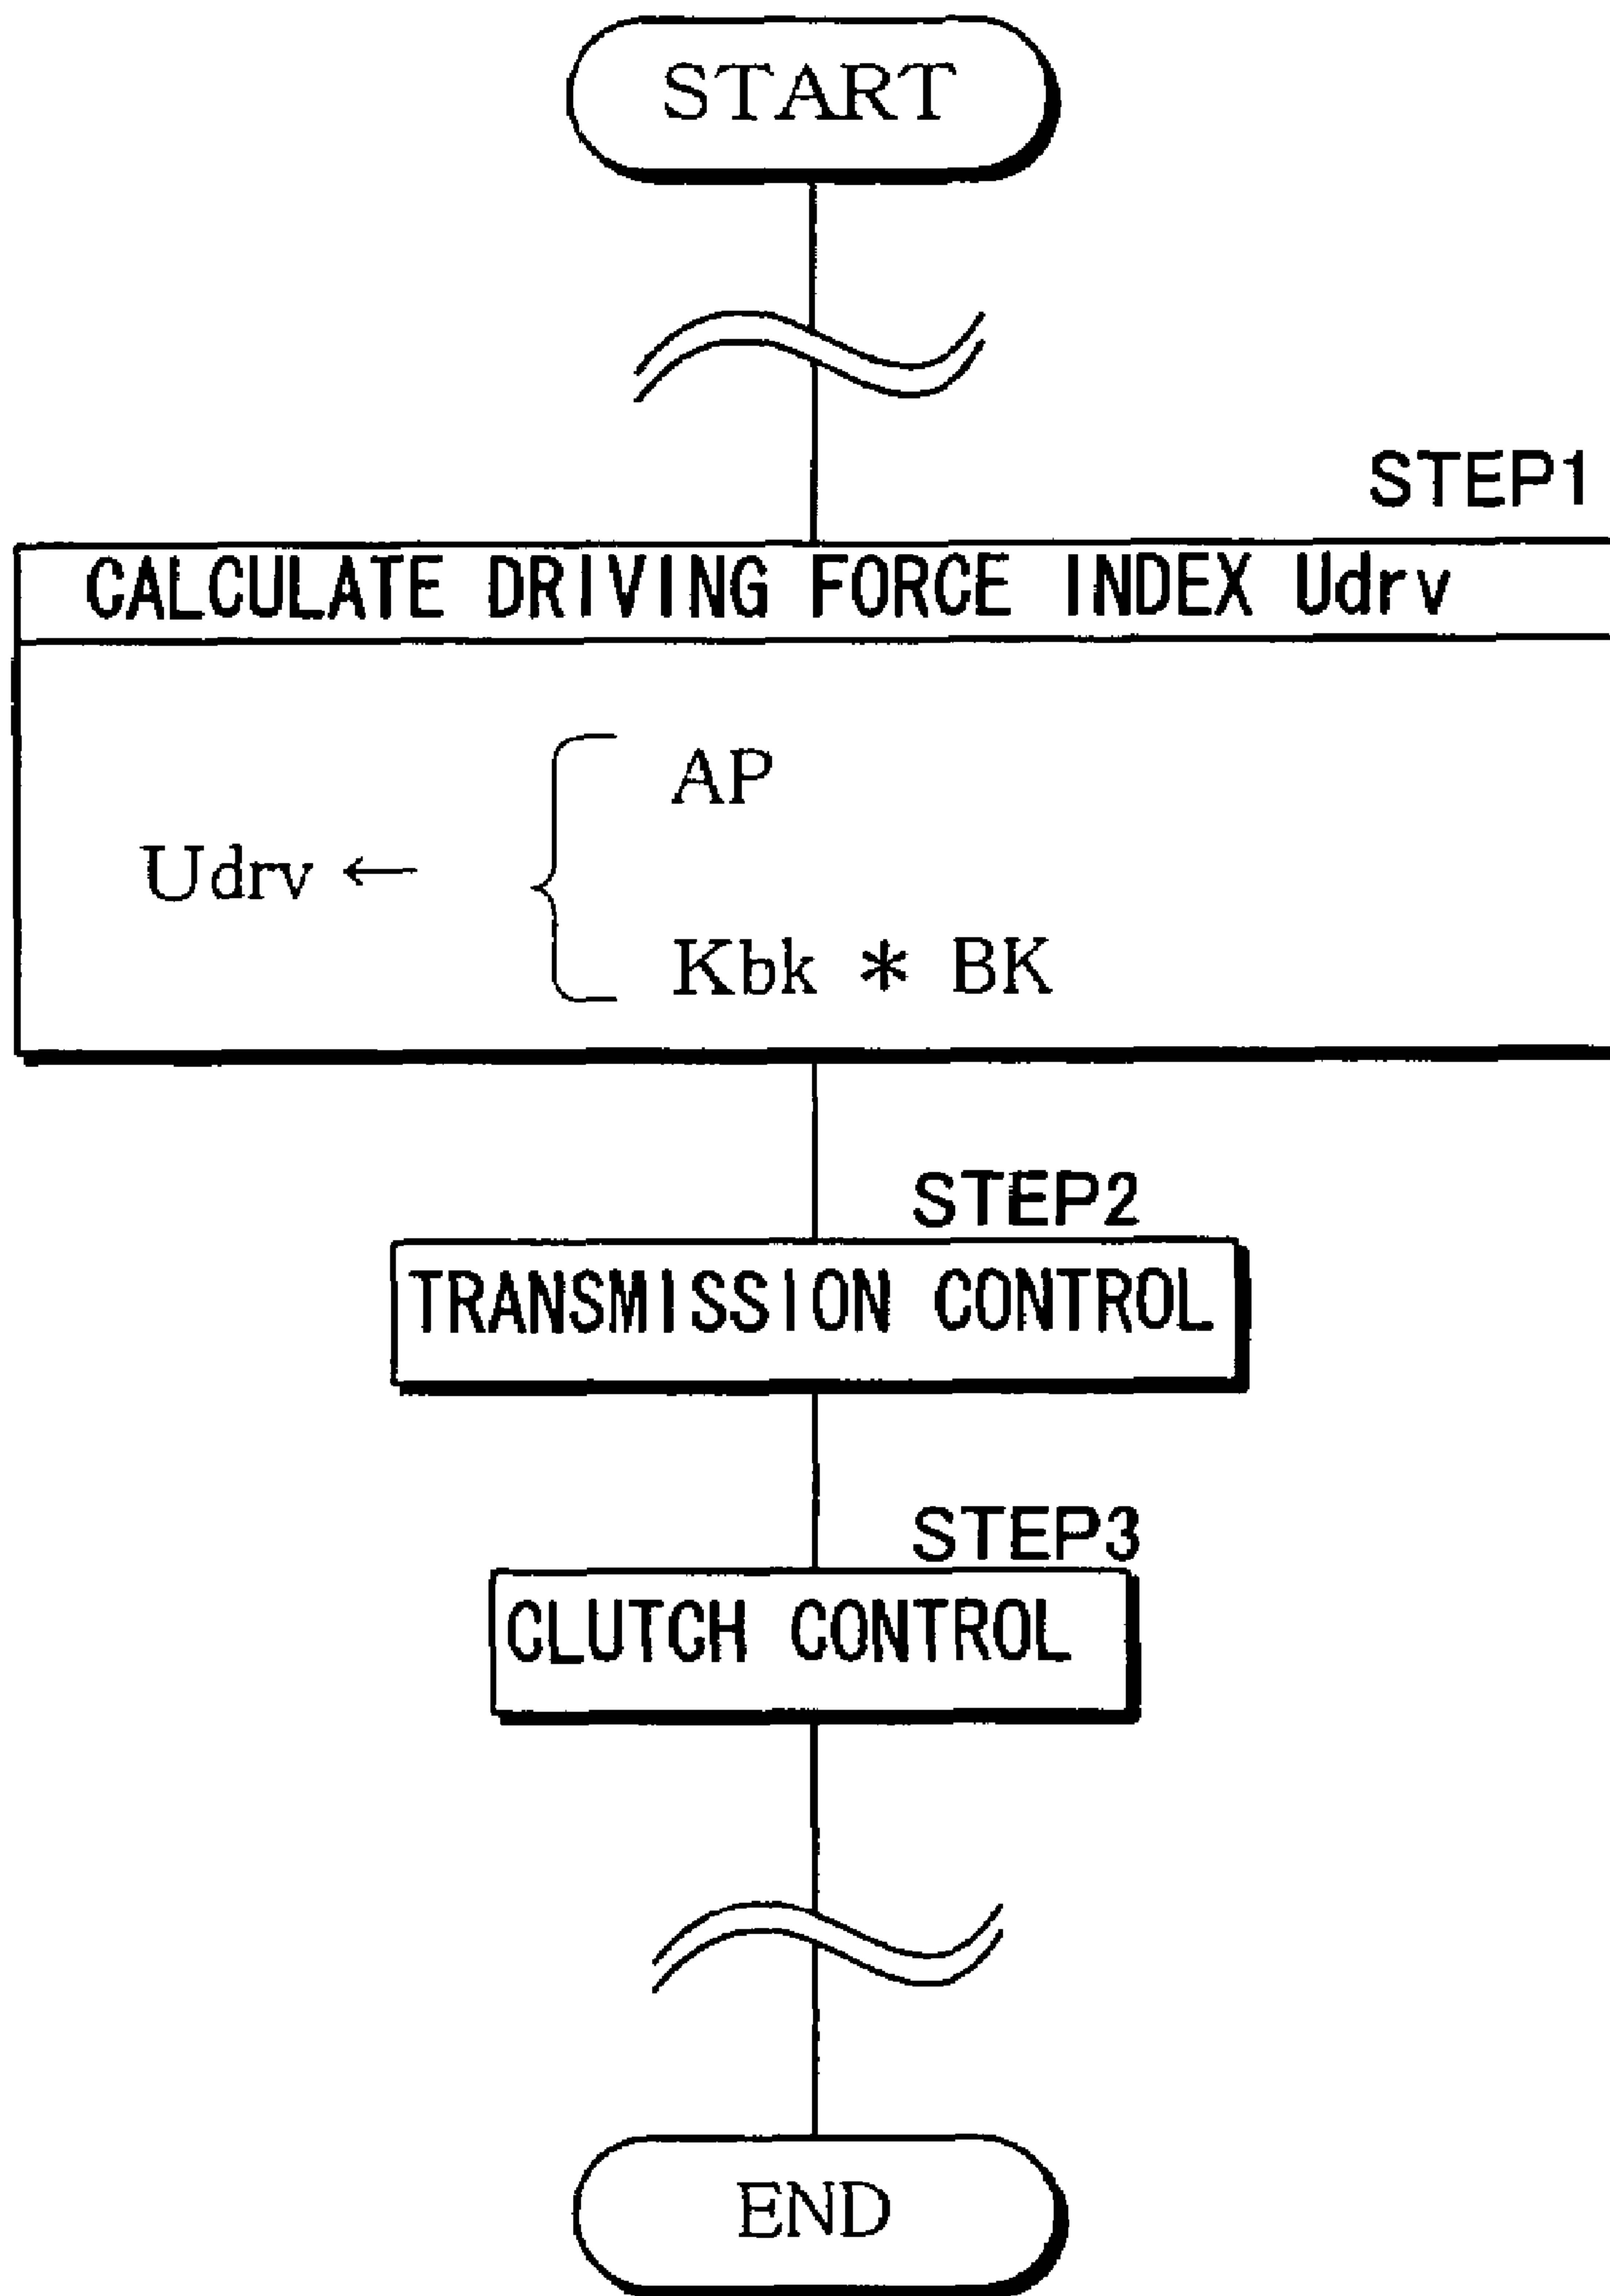 START
STEP1
CALCULATE DRIVING FORCE INDEX Udrv
AP
Udrv ←
Kbk * BK
STEP2
TRANSMISSION CONTROL
STEP3
CLUTCH CONTROL
END